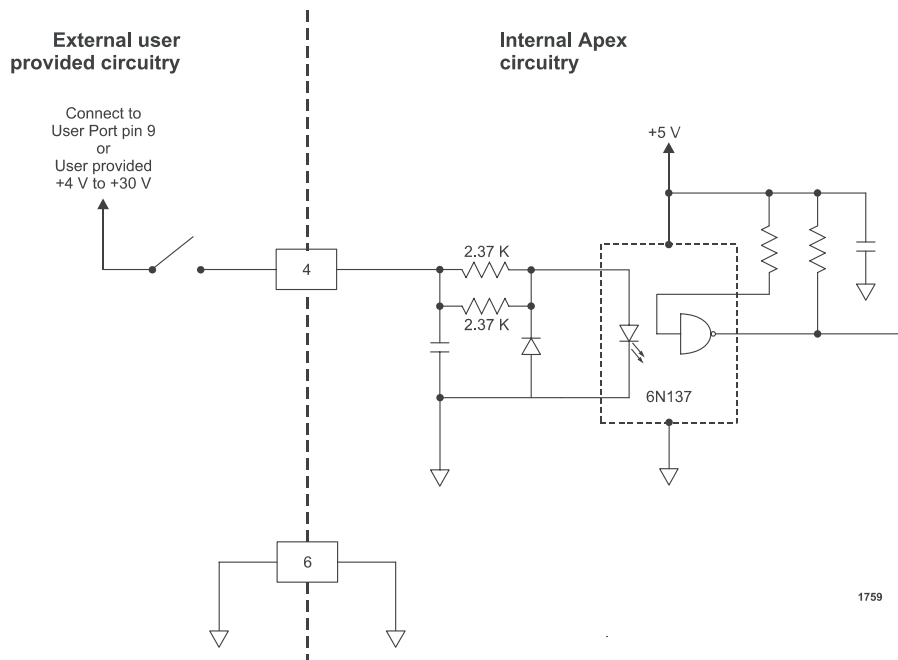 External user
provided circuitry
Internal Apex
circuitry
Connect to
User Port pin 9
or
User provided
+4 V to +30 V
+5 V
4
2.37 K
2.37 K
6N137
6
1759